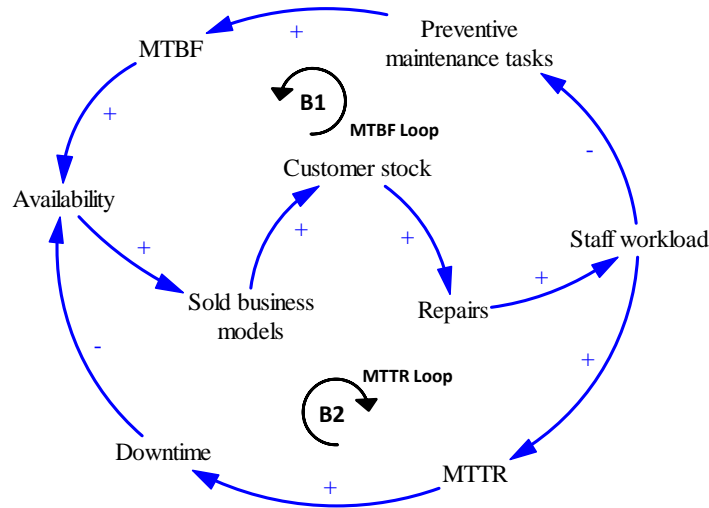 Preventive
maintenance tasks
+
MTBF
B1
MTBF Loop
+
-
Customer stock
Availability
+
+
+
Staff workload
+
Sold business
models
Repairs
+
-
MTTR Loop
B2
Downtime
+
MTTR